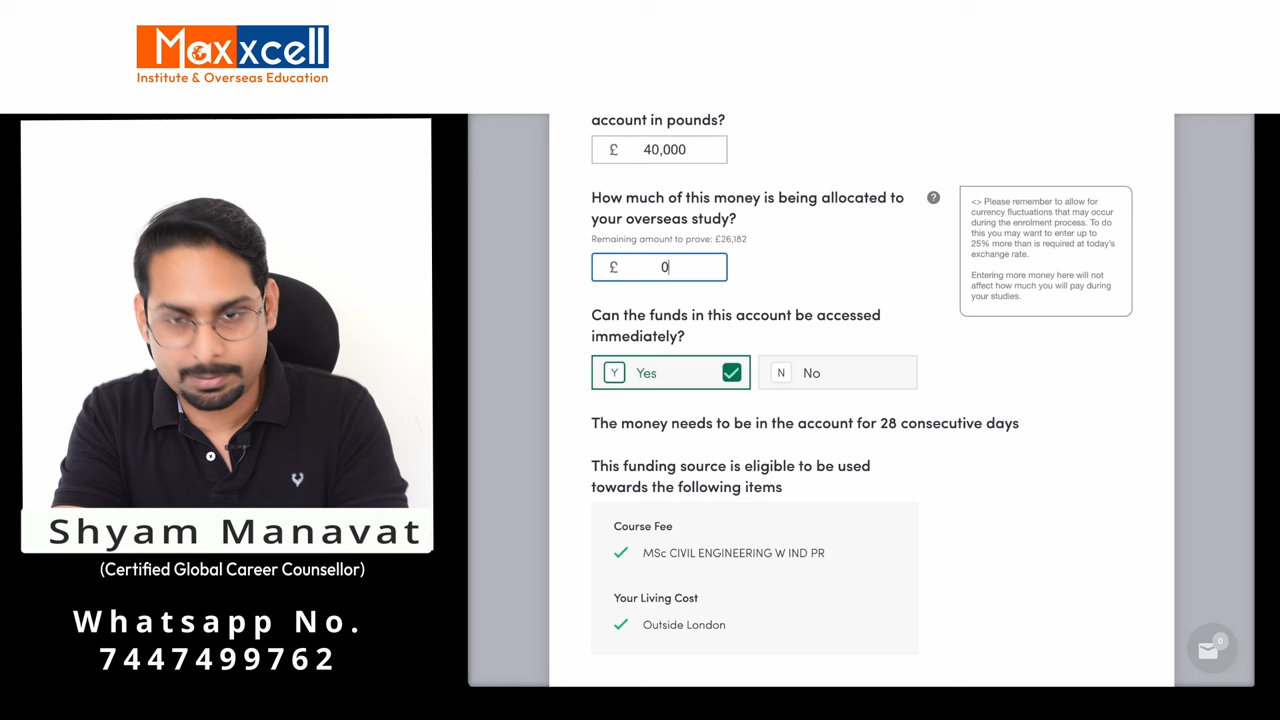 Maxxcell
Institute & Overseas Education
account in pounds?
£ 40,000
How much of this money is being allocated to
your overseas study?
?
Remaining amount to prove: £26,182
£ 0
<> Please remember to allow for
currency fluctuations that may occur
during the enrolment process. To do
this you may want to enter up to
25% more than is required at today's
exchange rate.
Entering more money here will not
affect how much you will pay during
your studies.
Can the funds in this account be accessed
immediately?
Y Yes
N No
The money needs to be in the account for 28 consecutive days
This funding source is eligible to be used
towards the following items
Course Fee
MSc CIVIL ENGINEERING W IND PR
Your Living Cost
Outside London
0
Shyam Manavat
(Certified Global Career Counsellor)
Whatsapp No.
7447499762